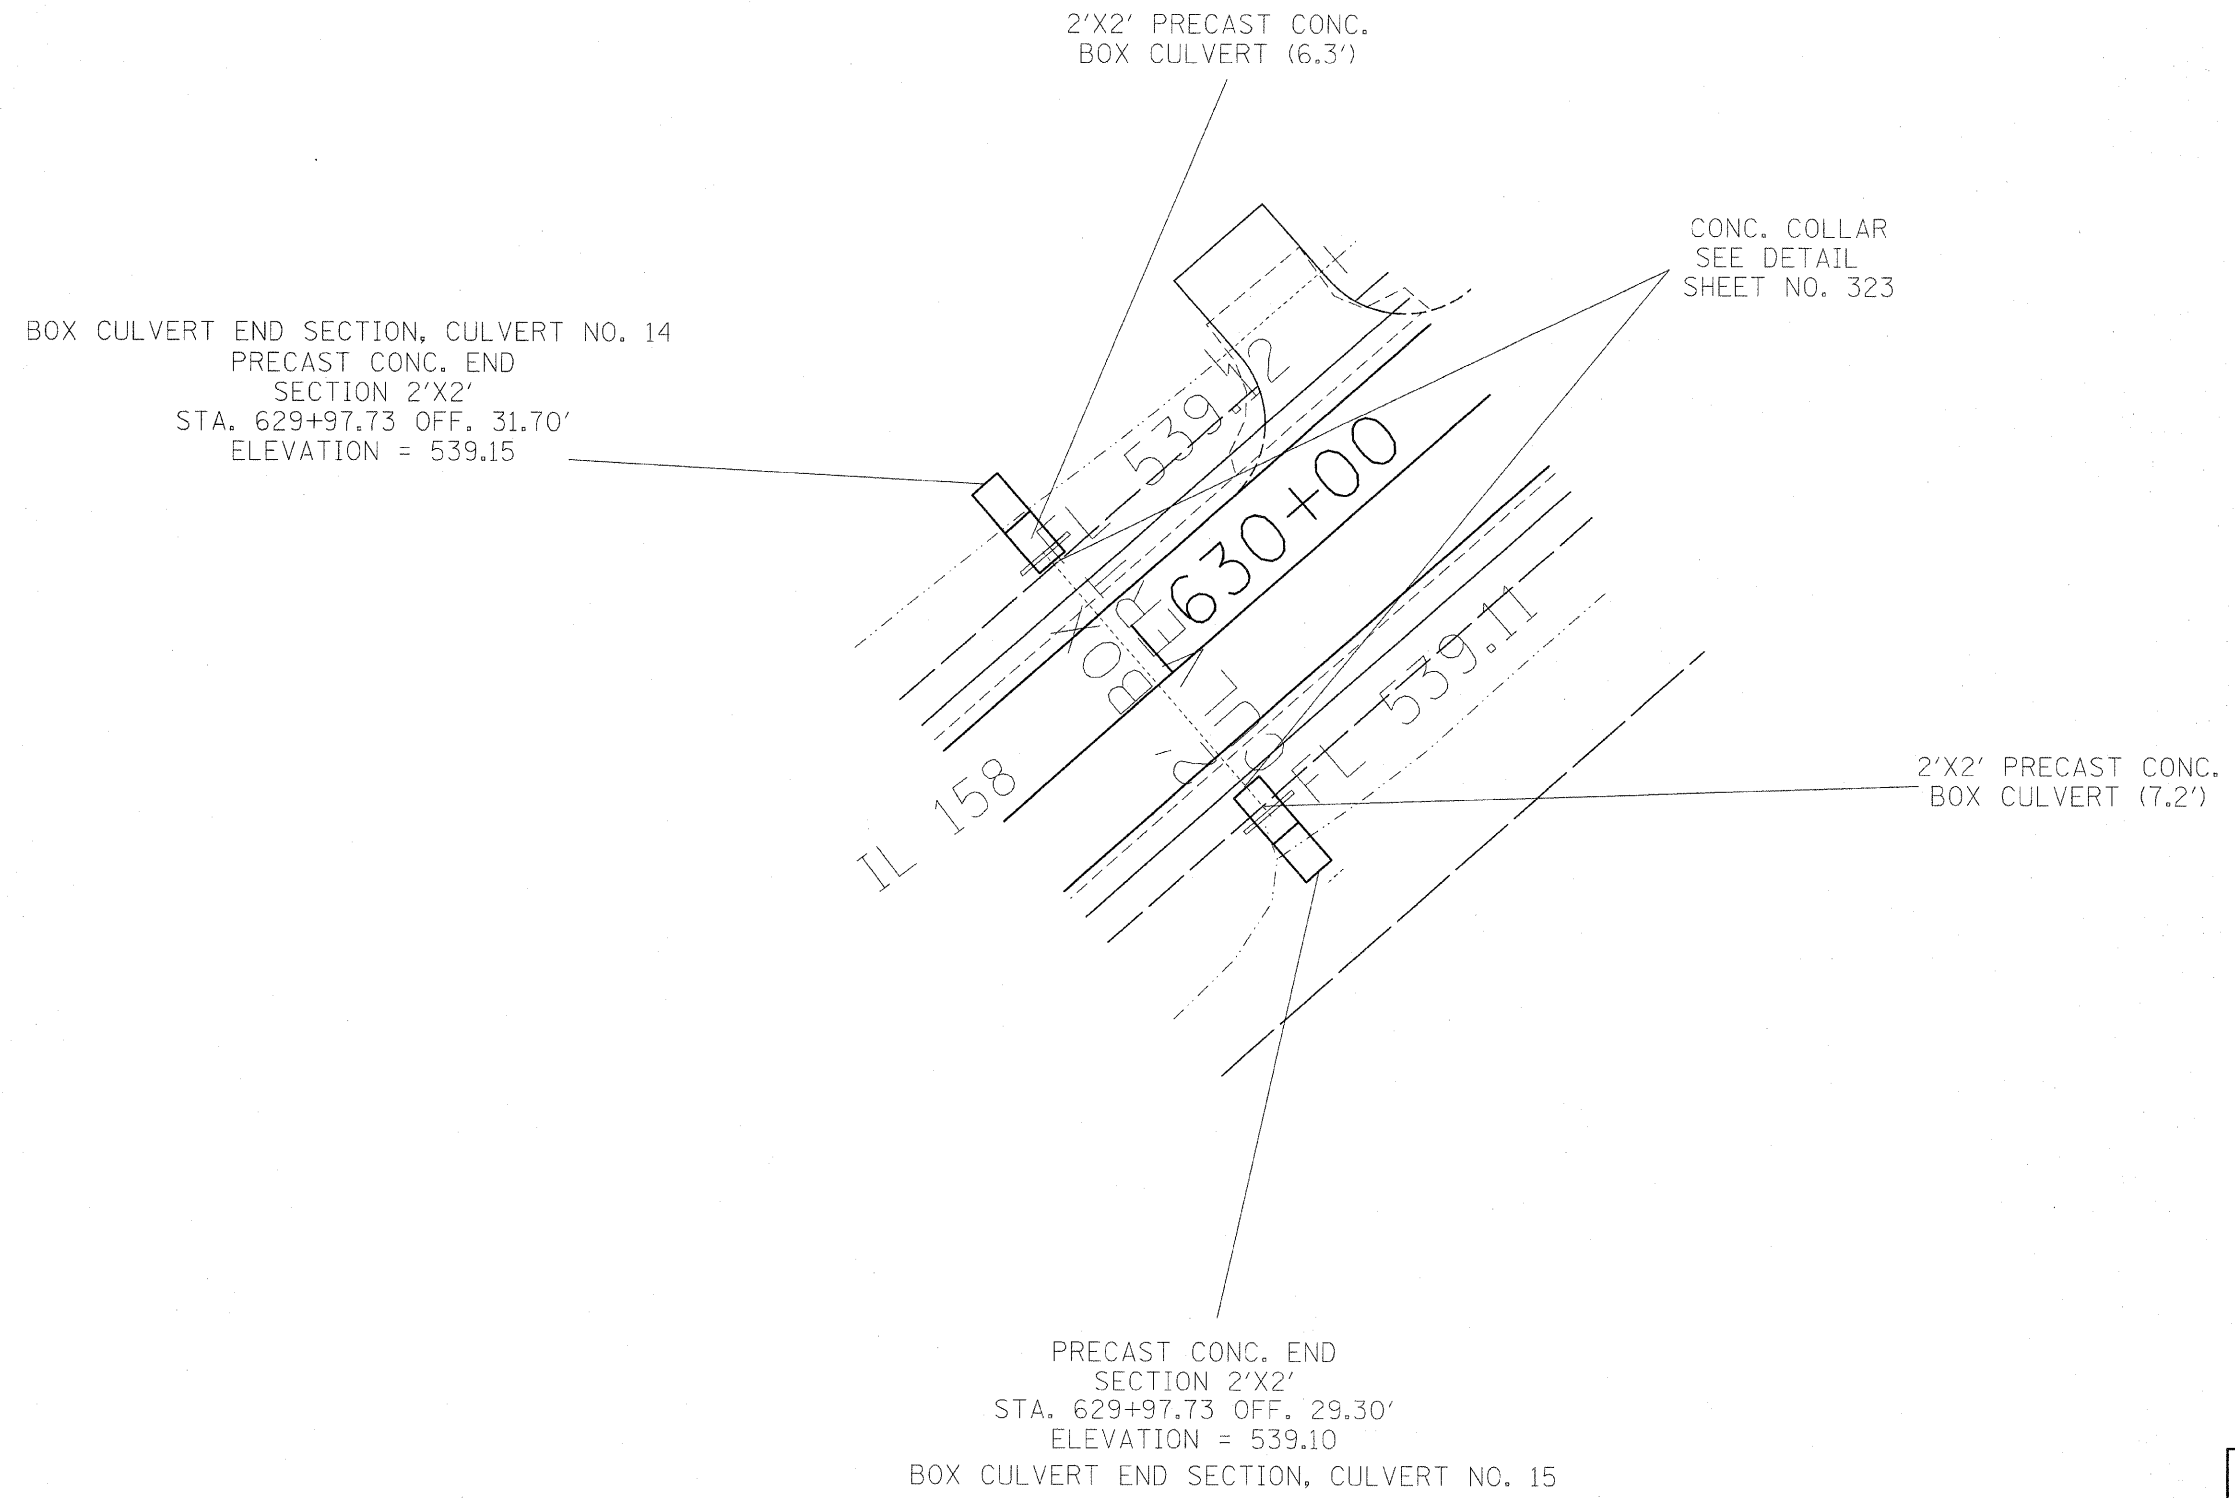 2'X2' PRECAST CONC.
BOX CULVERT (6.3')
CONC. COLLAR
SEE DETAIL
SHEET NO. 323
BOX CULVERT END SECTION, CULVERT NO. 14
PRECAST CONC. END
SECTION 2'X2'
STA. 629+97.73 OFF. 31.70'
ELEVATION = 539.15
FL 539.12
630+00
BOX
FL 539.11
IL 158
2'X2' PRECAST CONC.
BOX CULVERT (7.2')
PRECAST CONC. END
SECTION 2'X2'
STA. 629+97.73 OFF. 29.30'
ELEVATION = 539.10
BOX CULVERT END SECTION, CULVERT NO. 15